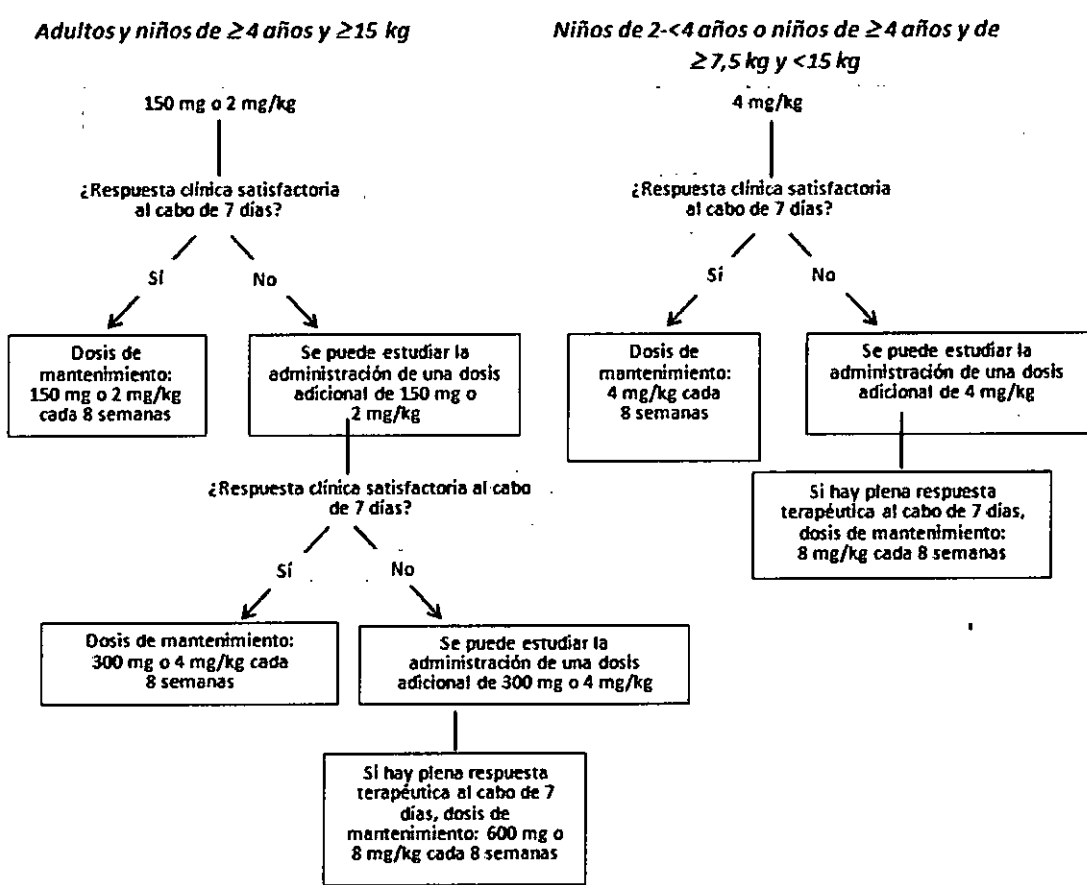 Adultos y niños de ≥4 años y ≥15 kg
150 mg o 2 mg/kg
¿Respuesta clínica satisfactoria
al cabo de 7 días?
Sí
No
Dosis de
mantenimiento:
150 mg o 2 mg/kg
cada 8 semanas
Se puede estudiar la
administración de una dosis
adicional de 150 mg o
2 mg/kg
¿Respuesta clínica satisfactoria al cabo
de 7 días?
Sí
No
Dosis de mantenimiento:
300 mg o 4 mg/kg cada
8 semanas
Se puede estudiar la
administración de una dosis
adicional de 300 mg o 4 mg/kg
Si hay plena respuesta
terapéutica al cabo de 7
días, dosis de
mantenimiento: 600 mg o
8 mg/kg cada 8 semanas
Niños de 2-<4 años o niños de ≥4 años y de
≥7,5 kg y <15 kg
4 mg/kg
¿Respuesta clínica satisfactoria
al cabo de 7 días?
Sí
No
Dosis de
mantenimiento:
4 mg/kg cada
8 semanas
Se puede estudiar la
administración de una dosis
adicional de 4 mg/kg
Si hay plena respuesta
terapéutica al cabo de 7 días,
dosis de mantenimiento:
8 mg/kg cada 8 semanas